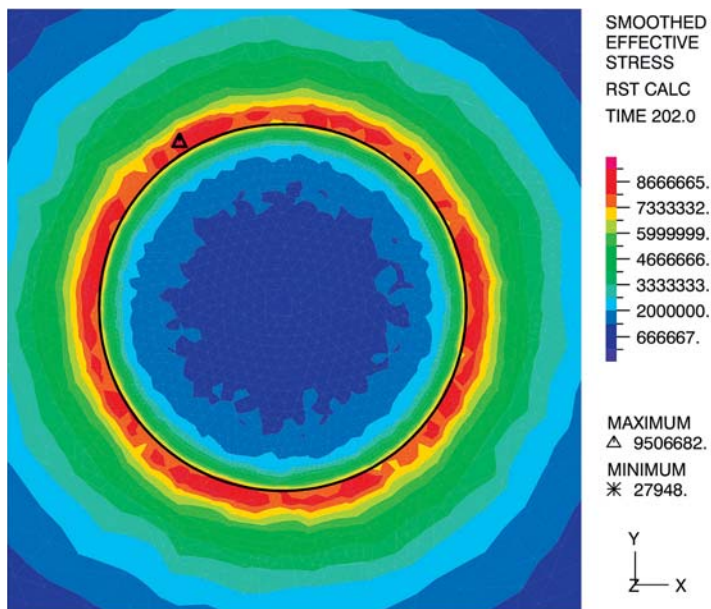 SMOOTHED
EFFECTIVE
STRESS
RST CALC
TIME 202.0
8666665.
7333332.
5999999.
4666666.
3333333.
2000000.
666667.
MAXIMUM
△ 9506682.
MINIMUM
✳ 27948.
Y
Z X